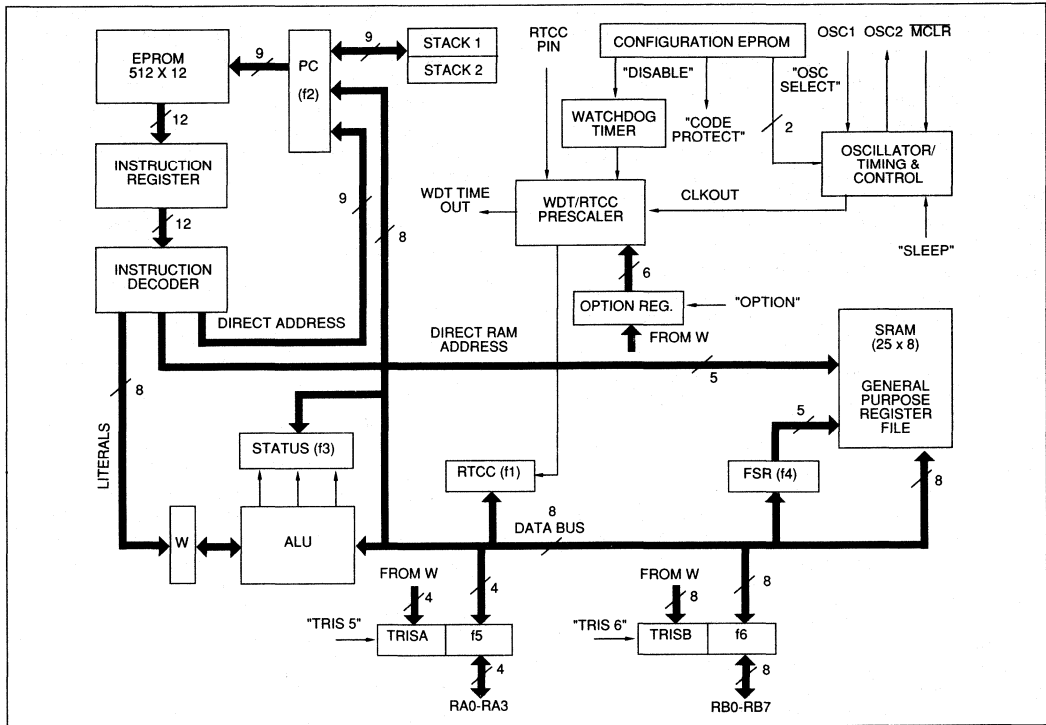 EPROM
512 X 12
9
PC
(f2)
9
STACK 1
STACK 2
RTCC
PIN
CONFIGURATION EPROM
OSC1 OSC2 MCLR
"DISABLE"
"OSC
SELECT"
WATCHDOG
TIMER
"CODE
PROTECT"
2
12
INSTRUCTION
REGISTER
OSCILLATOR/
TIMING &
CONTROL
9
8
WDT TIME
OUT
WDT/RTCC
PRESCALER
CLKOUT
12
"SLEEP"
INSTRUCTION
DECODER
6
OPTION REG.
"OPTION"
DIRECT ADDRESS
DIRECT RAM
ADDRESS
FROM W
SRAM
(25 x 8)
GENERAL
PURPOSE
REGISTER
FILE
5
8
LITERALS
5
STATUS (f3)
RTCC (f1)
FSR (f4)
8
W
ALU
8
DATA BUS
FROM W
4
4
FROM W
8
8
"TRIS 5"
TRISA
f5
"TRIS 6"
TRISB
f6
4
8
RA0-RA3
RB0-RB7